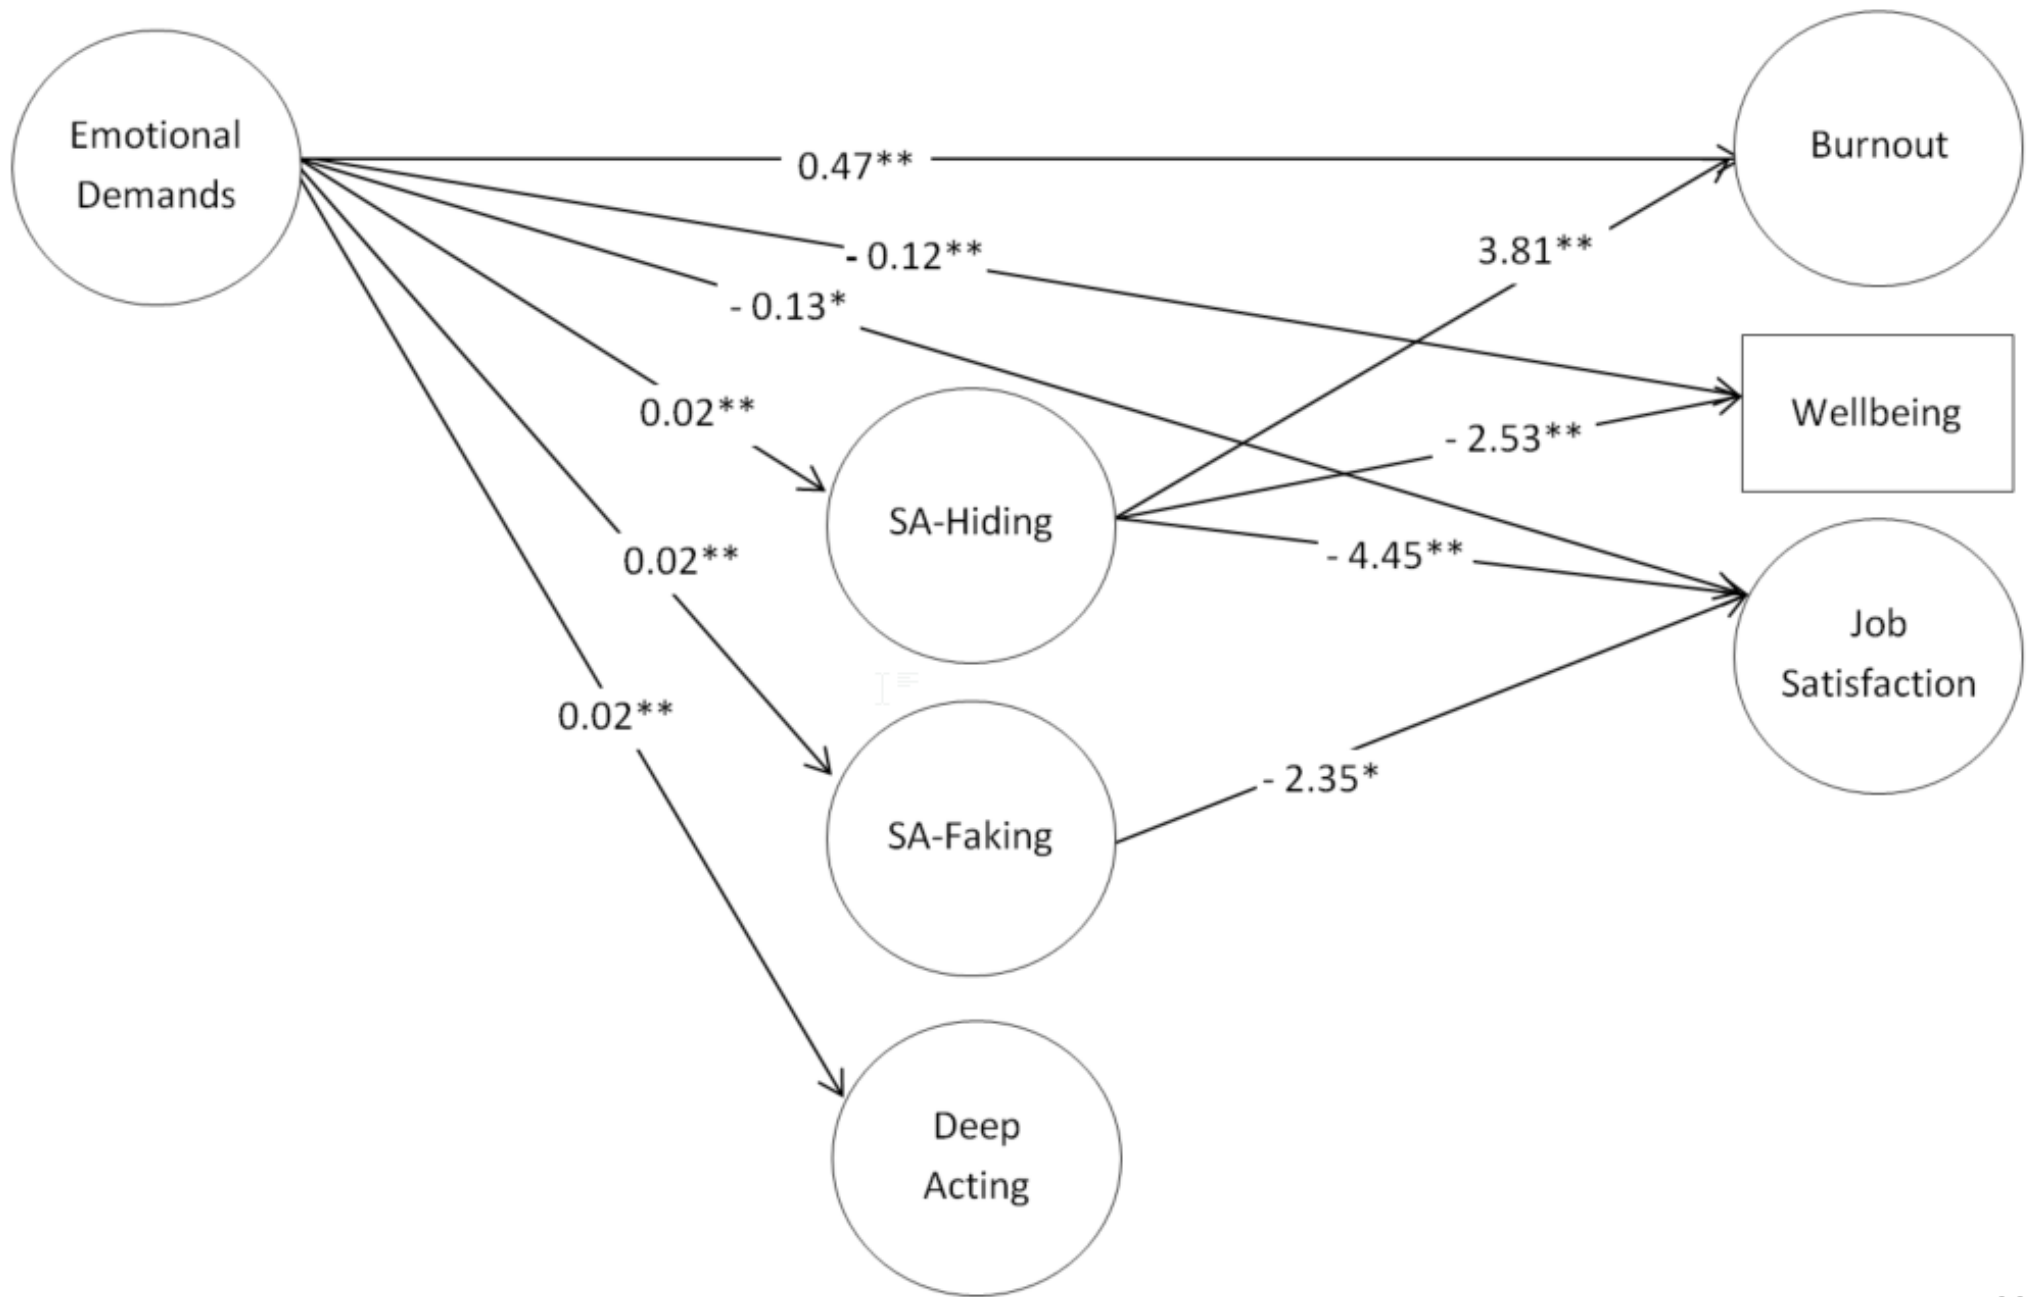 Emotional
Demands
Burnout
0.47**
- 0.12**
3.81**
- 0.13*
Wellbeing
0.02**
- 2.53**
SA-Hiding
- 4.45**
0.02**
Job
Satisfaction
0.02**
- 2.35*
SA-Faking
Deep
Acting